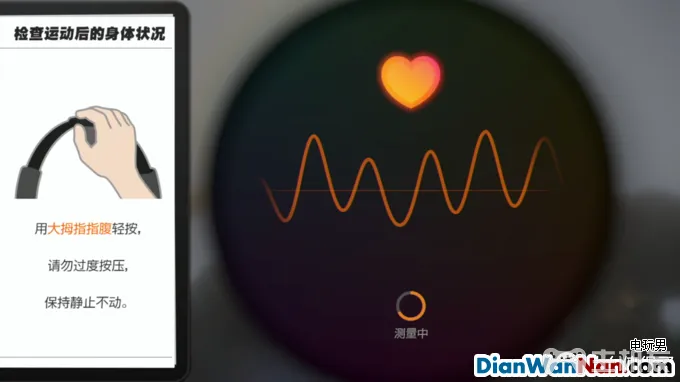 检查运动后的身体状况
用大拇指指腹轻按,
请勿过度按压,
保持静止不动。
测量中
电玩男
DianWanNan.com